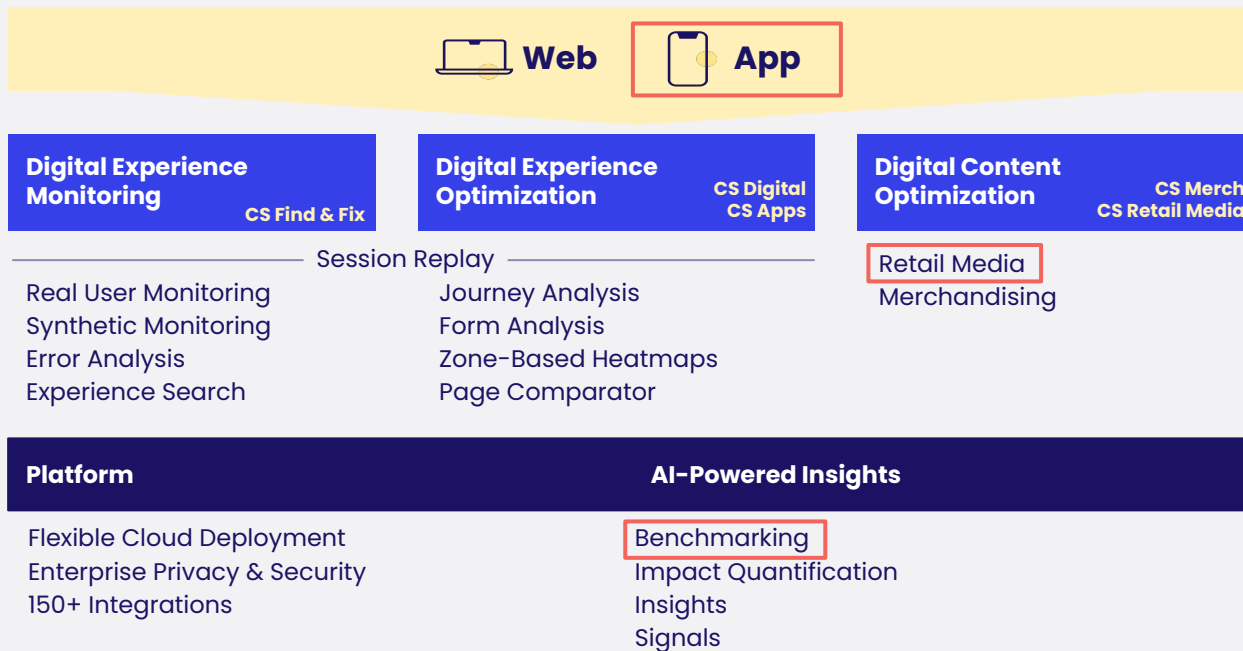 Web
App
Digital Experience
Monitoring
CS Find & Fix
Digital Experience
Optimization
CS Digital
CS Apps
Digital Content
Optimization
CS Merch
CS Retail Media
Session Replay
Real User Monitoring
Synthetic Monitoring
Error Analysis
Experience Search
Journey Analysis
Form Analysis
Zone-Based Heatmaps
Page Comparator
Retail Media
Merchandising
Platform
Flexible Cloud Deployment
Enterprise Privacy & Security
150+ Integrations
AI-Powered Insights
Benchmarking
Impact Quantification
Insights
Signals